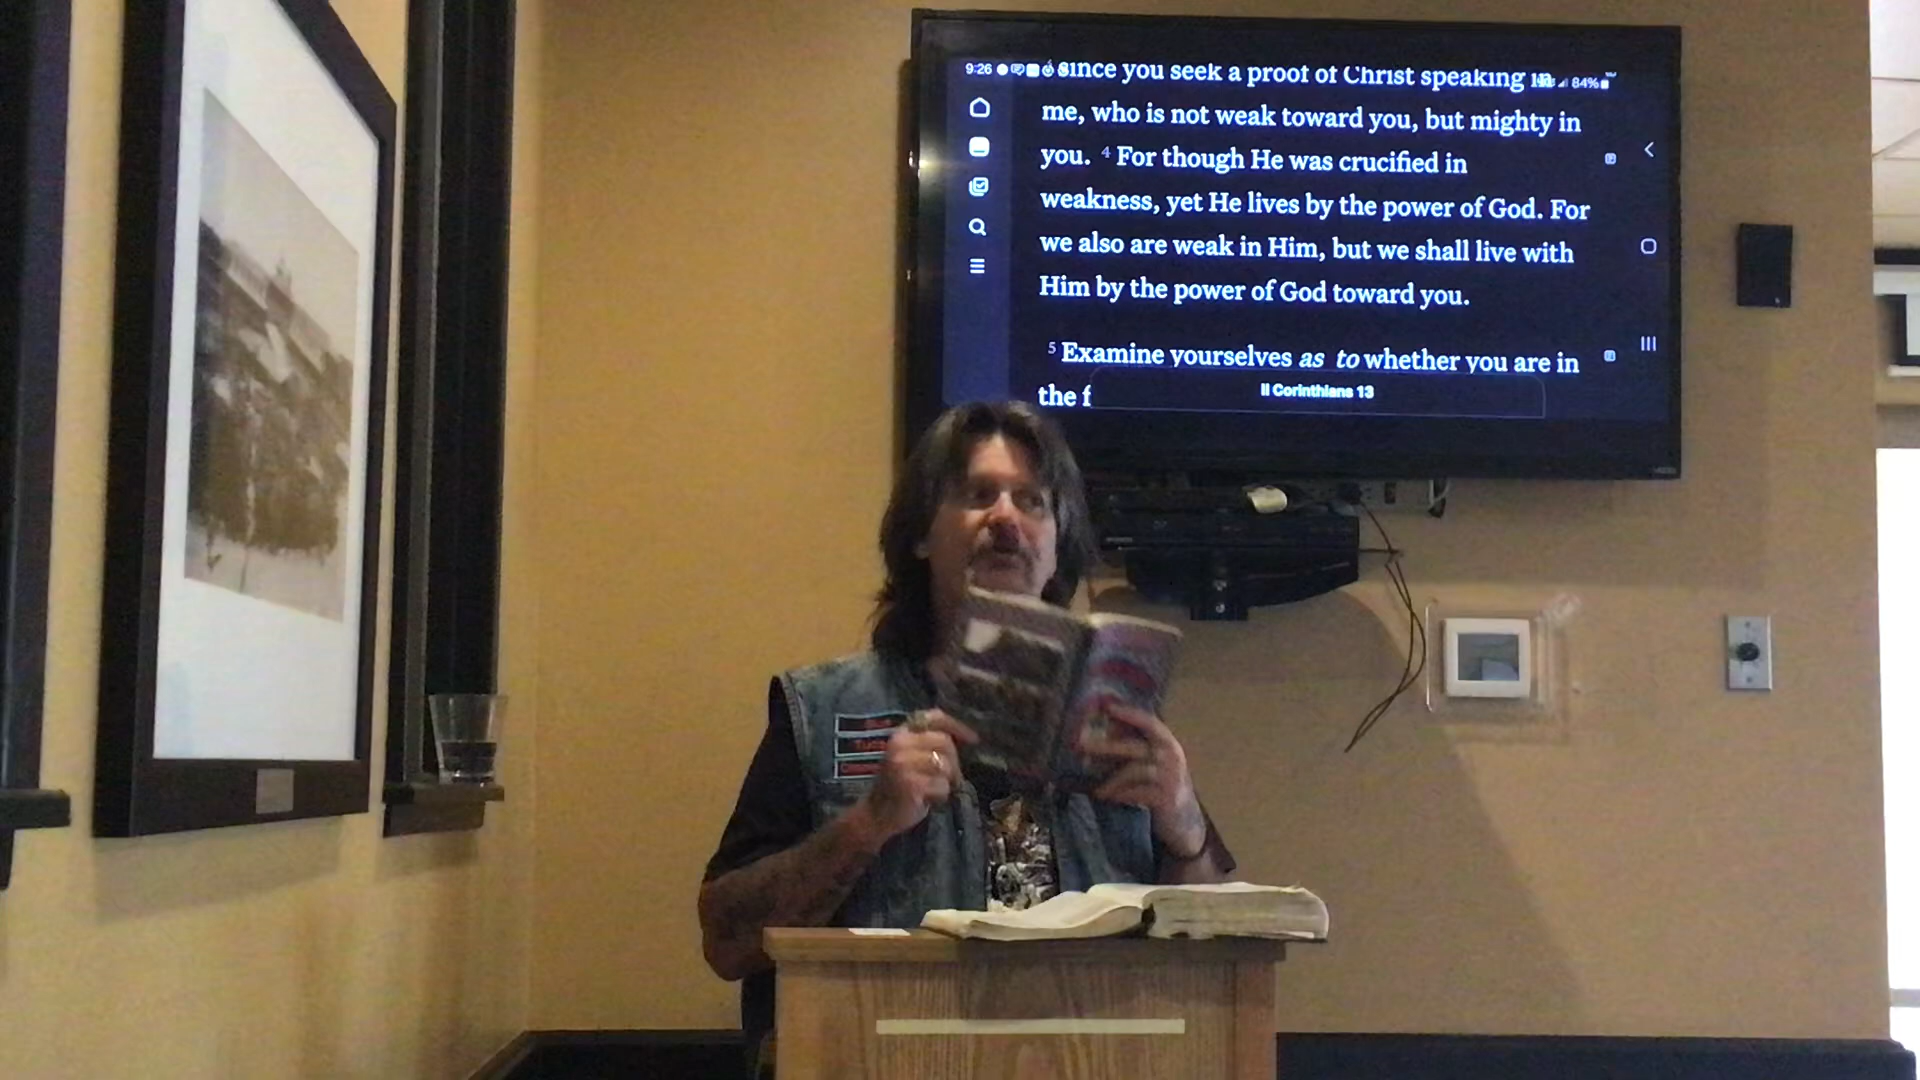 9:26
84%
since you seek a proof of Christ speaking in
me, who is not weak toward you, but mighty in
you. 4 For though He was crucified in
weakness, yet He lives by the power of God. For
we also are weak in Him, but we shall live with
Him by the power of God toward you.
5 Examine yourselves as to whether you are in
the f
II Corinthians 13